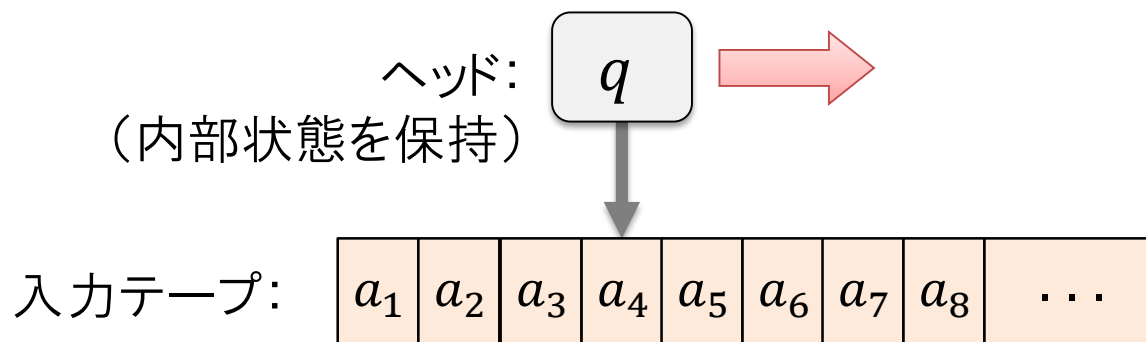 ヘッド： q
（内部状態を保持）
入力テープ： a₁ a₂ a₃ a₄ a₅ a₆ a₇ a₈ ・・・